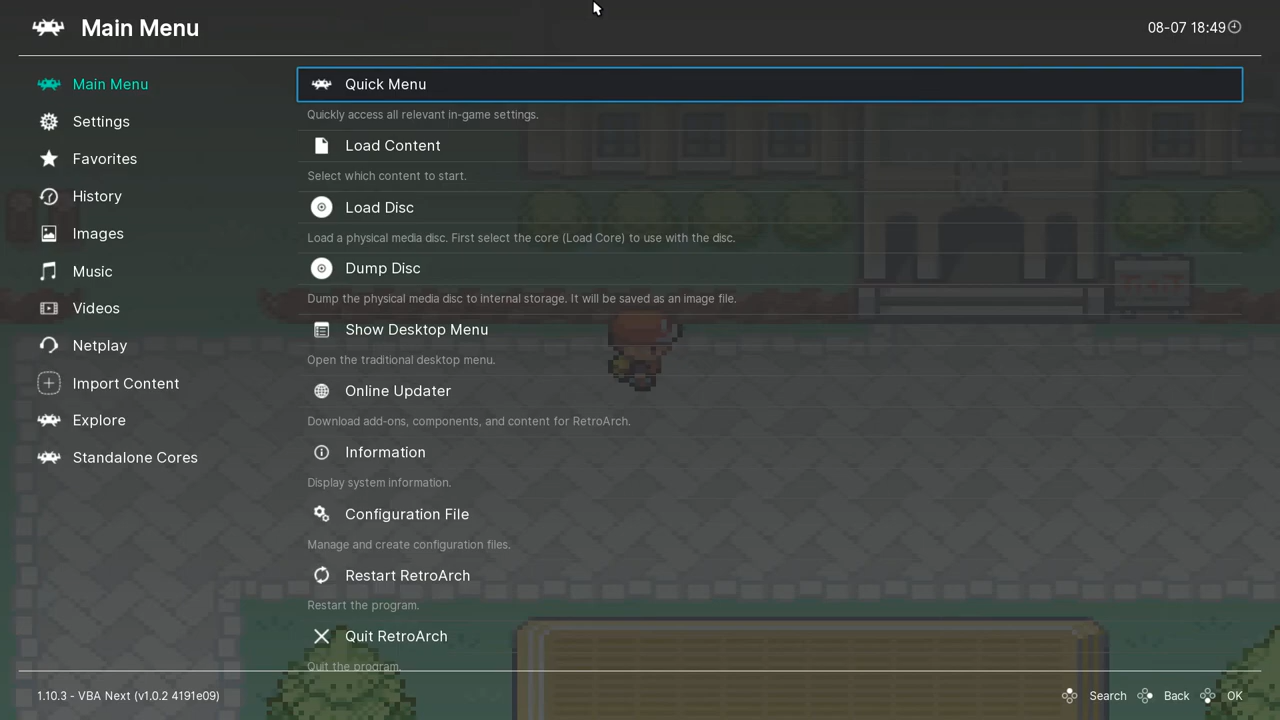 Main Menu
08-07 18:49
Main Menu
Settings
Favorites
History
Images
Music
Videos
Netplay
Import Content
Explore
Standalone Cores
Quick Menu
Quickly access all relevant in-game settings.
Load Content
Select which content to start.
Load Disc
Load a physical media disc. First select the core (Load Core) to use with the disc.
Dump Disc
Dump the physical media disc to internal storage. It will be saved as an image file.
Show Desktop Menu
Open the traditional desktop menu.
Online Updater
Download add-ons, components, and content for RetroArch.
Information
Display system information.
Configuration File
Manage and create configuration files.
Restart RetroArch
Restart the program.
Quit RetroArch
Quit the program.
1.10.3 - VBA Next (v1.0.2 4191e09)
Search Back OK